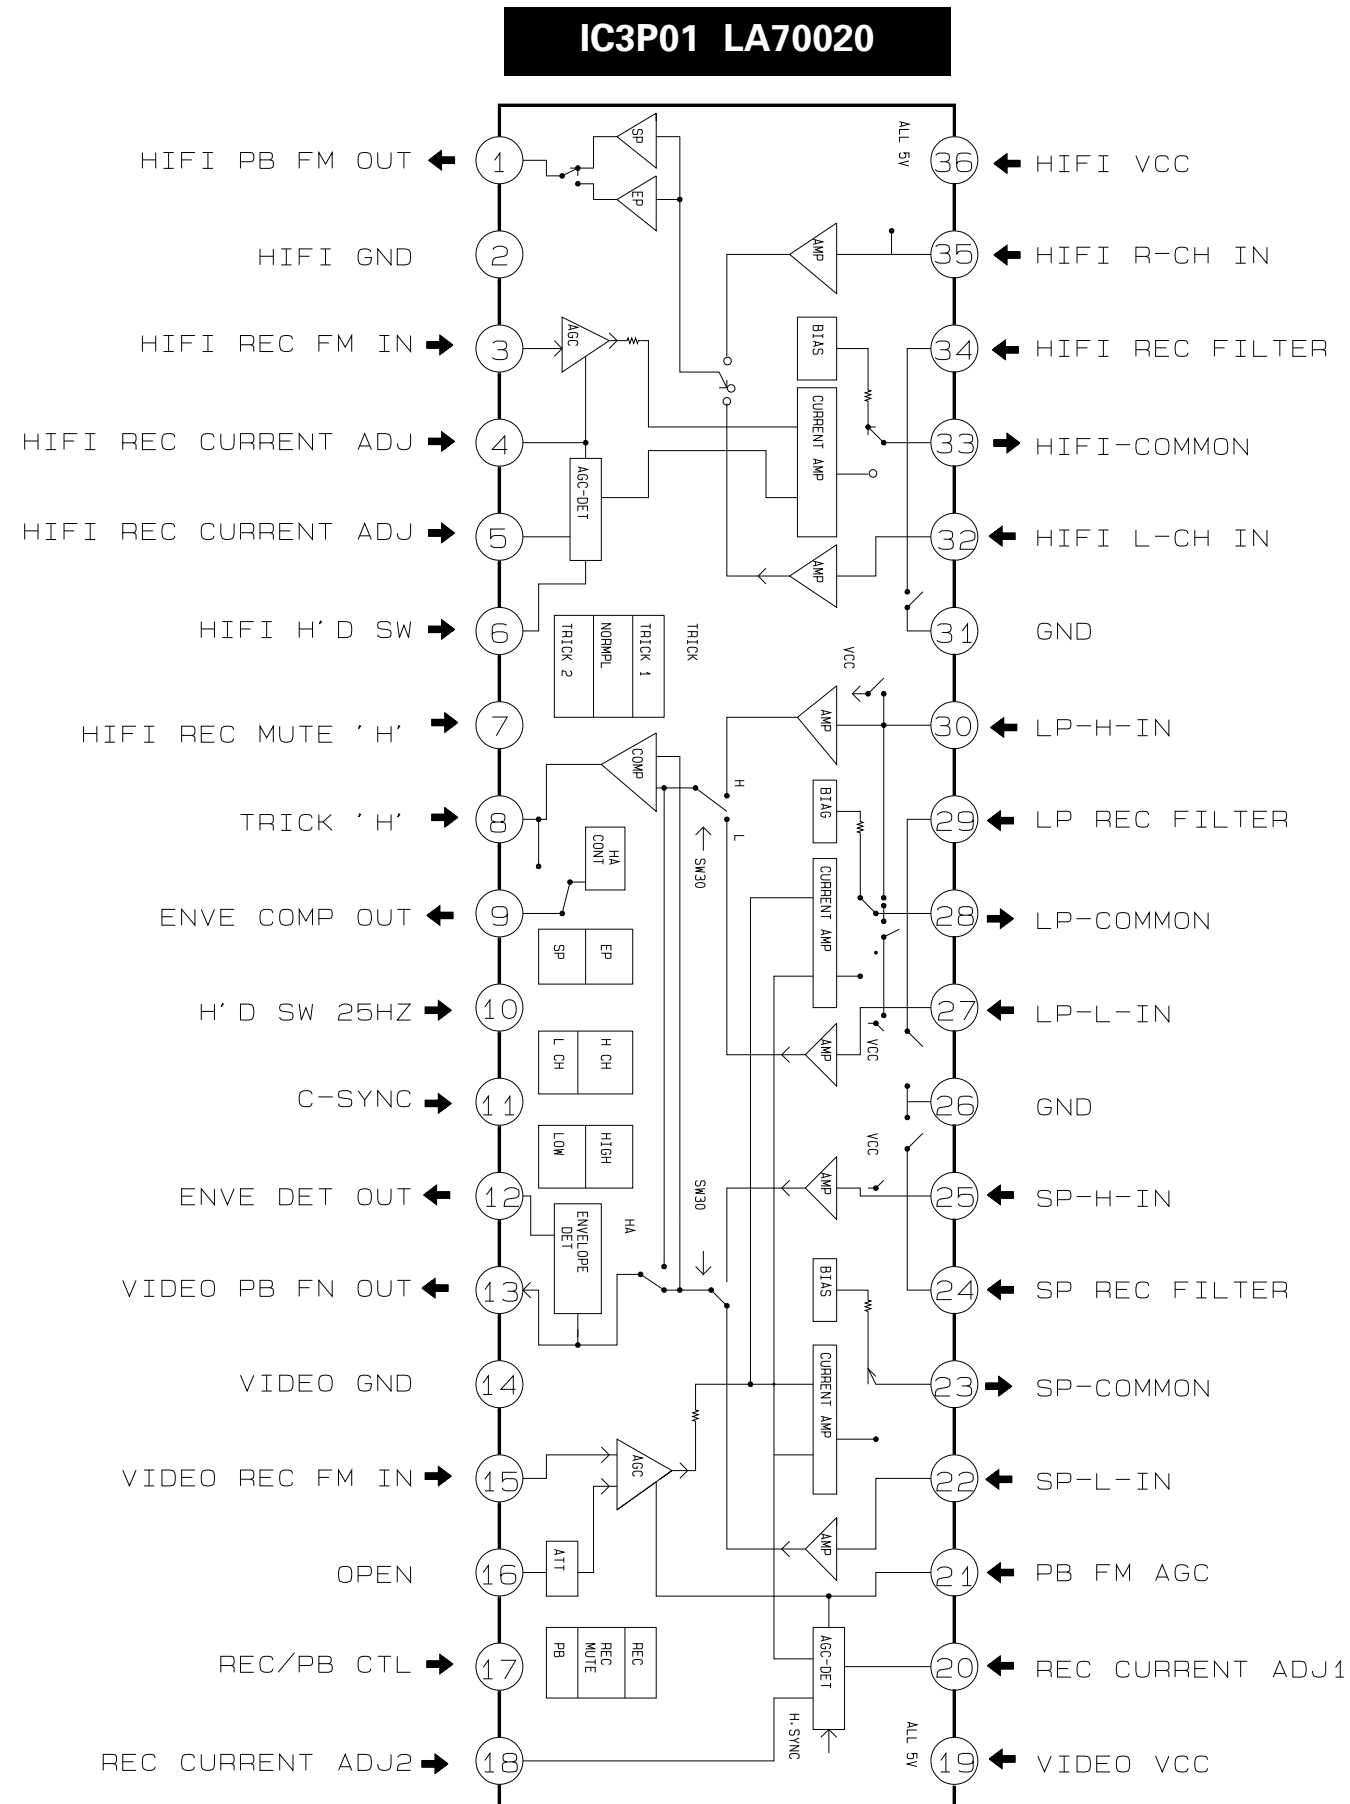 IC3P01 LA70020
HIFI PB FM OUT
HIFI GND
HIFI REC FM IN
HIFI REC CURRENT ADJ
HIFI REC CURRENT ADJ
HIFI H'D SW
HIFI REC MUTE 'H'
TRICK 'H'
ENVE COMP OUT
H'D SW 25HZ
C-SYNC
ENVE DET OUT
VIDEO PB FN OUT
VIDEO GND
VIDEO REC FM IN
OPEN
REC/PB CTL
REC CURRENT ADJ2
1
2
3
4
5
6
7
8
9
10
11
12
13
14
15
16
17
18
SP
EP
ALL 5V
AMP
AGC
BIAS
CURRENT AMP
AGC-DET
AMP
TRICK 2
NORMPL
TRICK 1
TRICK
VCC
AMP
COMP
H
L
SW30
BIAG
HA
CONT
CURRENT AMP
SP
EP
L CH
H CH
AMP
VCC
LOW
HIGH
VCC
AMP
SW30
HA
ENVELOPE
DET
BIAS
CURRENT AMP
AGC
AMP
ATT
PB
REC
MUTE
REC
AGC-DET
H.SYNC
ALL 5V
36
35
34
33
32
31
30
29
28
27
26
25
24
23
22
21
20
19
HIFI VCC
HIFI R-CH IN
HIFI REC FILTER
HIFI-COMMON
HIFI L-CH IN
GND
LP-H-IN
LP REC FILTER
LP-COMMON
LP-L-IN
GND
SP-H-IN
SP REC FILTER
SP-COMMON
SP-L-IN
PB FM AGC
REC CURRENT ADJ1
VIDEO VCC